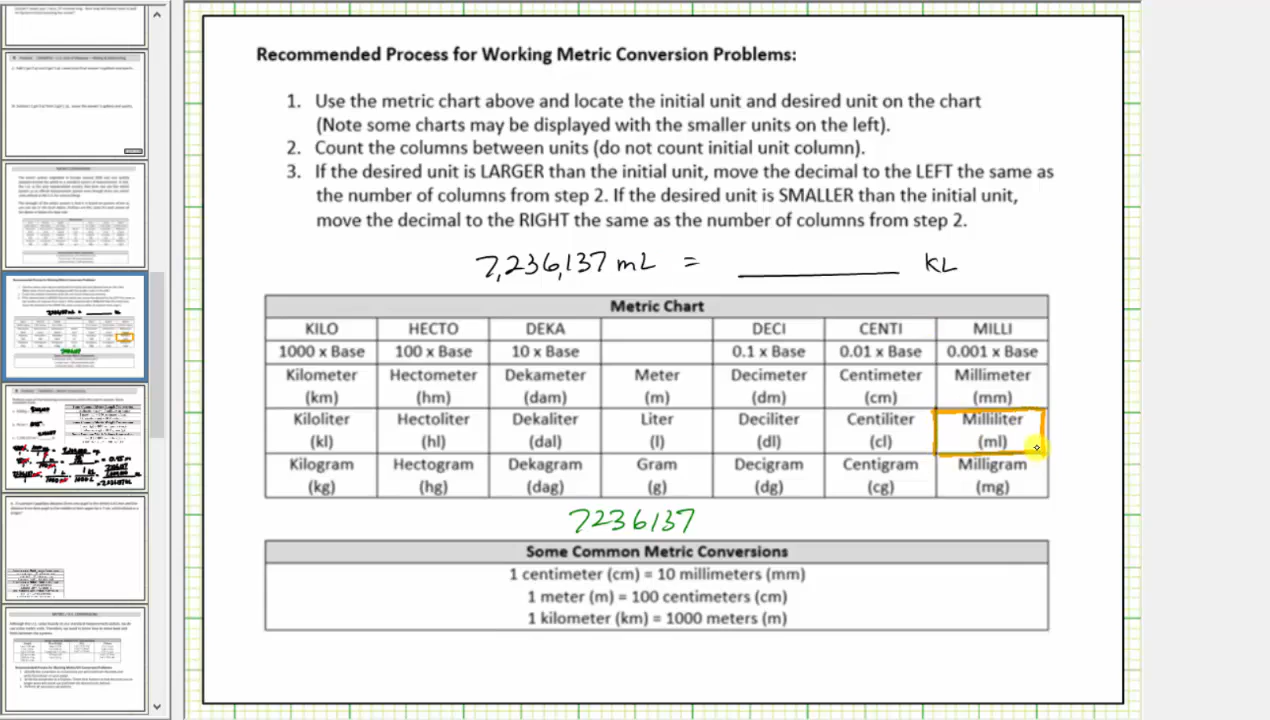 Recommended Process for Working Metric Conversion Problems:
1. Use the metric chart above and locate the initial unit and desired unit on the chart
(Note some charts may be displayed with the smaller units on the left).
2. Count the columns between units (do not count initial unit column).
3. If the desired unit is LARGER than the initial unit, move the decimal to the LEFT the same as
the number of columns from step 2. If the desired unit is SMALLER than the initial unit,
move the decimal to the RIGHT the same as the number of columns from step 2.
7,236,137 mL = ____________ KL
Metric Chart
KILO HECTO DEKA DECI CENTI MILLI
1000 x Base 100 x Base 10 x Base 0.1 x Base 0.01 x Base 0.001 x Base
Kilometer Hectometer Dekameter Meter Decimeter Centimeter Millimeter
(km) (hm) (dam) (m) (dm) (cm) (mm)
Kiloliter Hectoliter Dekaliter Liter Deciliter Centiliter Milliliter
(kl) (hl) (dal) (l) (dl) (cl) (ml)
Kilogram Hectogram Dekagram Gram Decigram Centigram Milligram
(kg) (hg) (dag) (g) (dg) (cg) (mg)
7236137
Some Common Metric Conversions
1 centimeter (cm) = 10 millimeters (mm)
1 meter (m) = 100 centimeters (cm)
1 kilometer (km) = 1000 meters (m)